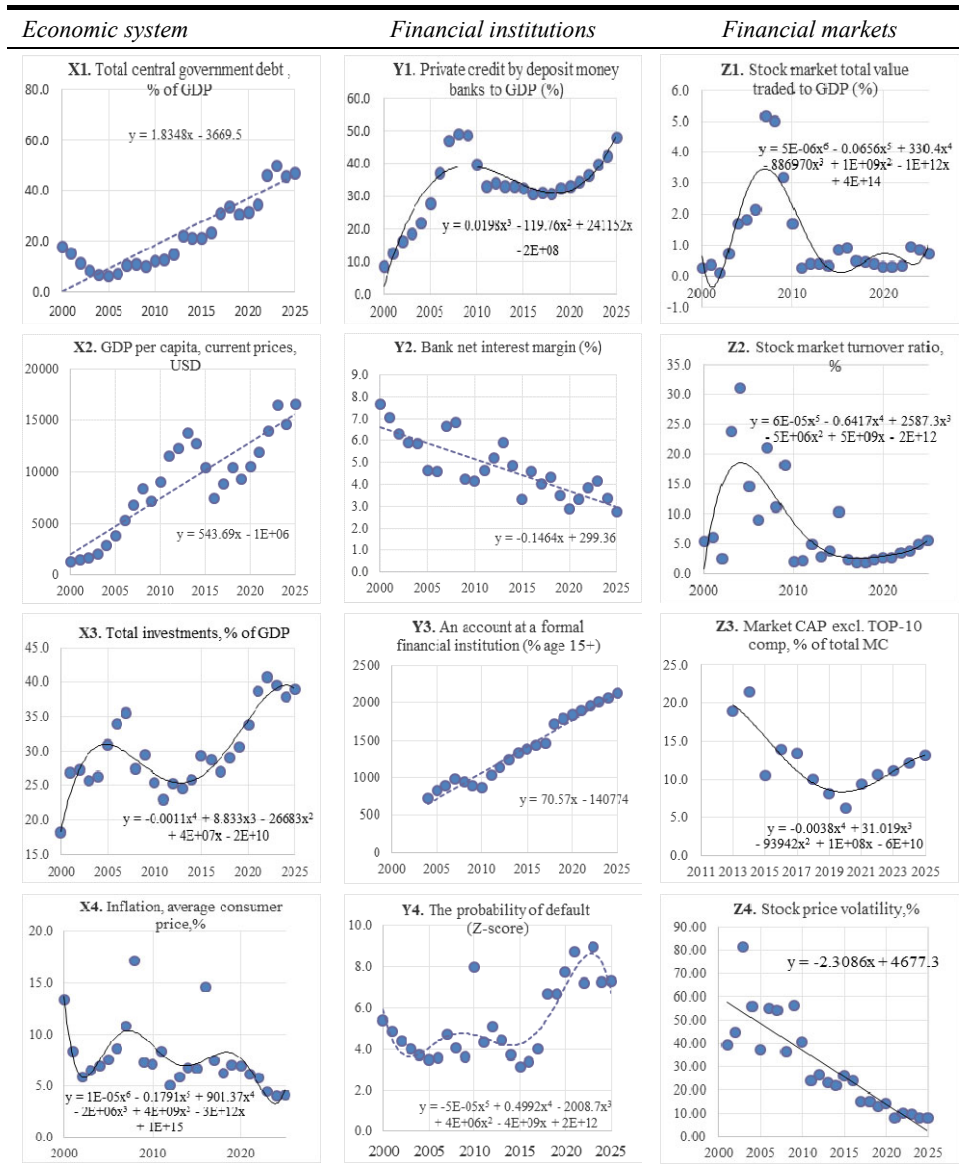 Economic system Financial institutions Financial markets
X1. Total central government debt ,
% of GDP
80.0
60.0
40.0
20.0
0.0
y = 1.8348x - 3669.5
2000 2005 2010 2015 2020 2025
Y1. Private credit by deposit money
banks to GDP (%)
60.0
50.0
40.0
30.0
20.0
10.0
0.0
y = 0.0198x³ - 119.76x² + 241152x
- 2E+08
2000 2005 2010 2015 2020 2025
Z1. Stock market total value
traded to GDP (%)
6.0
5.0
4.0
3.0
2.0
1.0
0.0
-1.0
y = 5E-06x⁶ - 0.0656x⁵ + 330.4x⁴
- 886970x³ + 1E+09x² - 1E+12x
+ 4E+14
2000 2010 2020
X2. GDP per capita, current prices,
USD
20000
15000
10000
5000
0
y = 543.69x - 1E+06
2000 2005 2010 2015 2020 2025
Y2. Bank net interest margin (%)
9.0
8.0
7.0
6.0
5.0
4.0
3.0
2.0
1.0
0.0
y = -0.1464x + 299.36
2000 2005 2010 2015 2020 2025
Z2. Stock market turnover ratio,
%
35.0
30.0
25.0
20.0
15.0
10.0
5.0
0.0
y = 6E-05x⁵ - 0.6417x⁴ + 2587.3x³
- 5E+06x² + 5E+09x - 2E+12
2000 2010 2020
X3. Total investments, % of GDP
45.0
40.0
35.0
30.0
25.0
20.0
15.0
y = -0.0011x⁴ + 8.833x3 - 26683x²
+ 4E+07x - 2E+10
2000 2005 2010 2015 2020 2025
Y3. An account at a formal
financial institution (% age 15+)
2500
2000
1500
1000
500
0
y = 70.57x - 140774
2000 2005 2010 2015 2020 2025
Z3. Market CAP excl. TOP-10
comp, % of total MC
25.0
20.0
15.0
10.0
5.0
0.0
y = -0.0038x⁴ + 31.019x³
- 93942x² + 1E+08x - 6E+10
2011 2013 2015 2017 2019 2021 2023 2025
X4. Inflation, average consumer
price,%
20.0
15.0
10.0
5.0
0.0
y = 1E-05x⁶ - 0.1791x⁵ + 901.37x⁴
- 2E+06x³ + 4E+09x² - 3E+12x
+ 1E+15
2000 2010 2020
Y4. The probability of default
(Z-score)
10.0
8.0
6.0
4.0
2.0
0.0
y = -5E-05x⁵ + 0.4992x⁴ - 2008.7x³
+ 4E+06x² - 4E+09x + 2E+12
2000 2005 2010 2015 2020 2025
Z4. Stock price volatility,%
90.00
80.00
70.00
60.00
50.00
40.00
30.00
20.00
10.00
0.00
y = -2.3086x + 4677.3
2000 2005 2010 2015 2020 2025